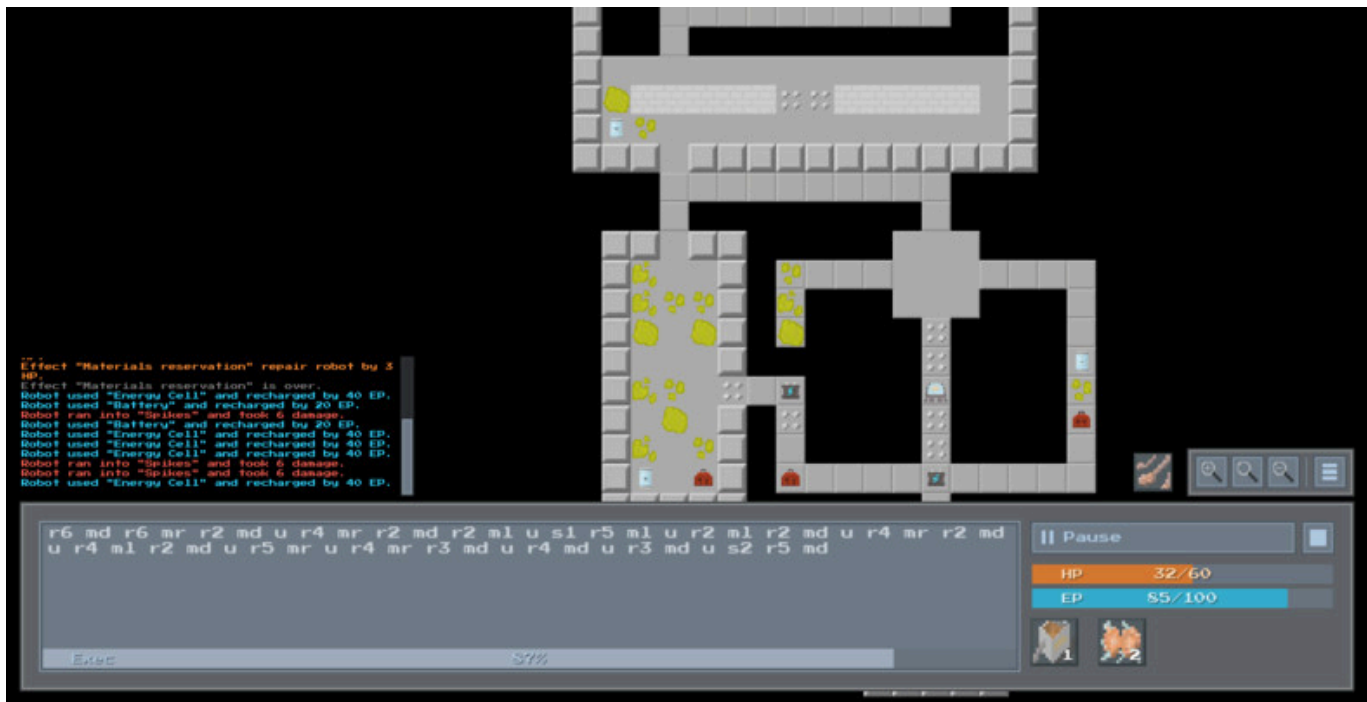 Effect "Materials reservation" repair robot by 3
HP.
Effect "Materials reservation" is over.
Robot used "Energy Cell" and recharged by 40 EP.
Robot used "Battery" and recharged by 20 EP.
Robot ran into "Spikes" and took 6 damage.
Robot used "Battery" and recharged by 20 EP.
Robot used "Energy Cell" and recharged by 40 EP.
Robot used "Energy Cell" and recharged by 40 EP.
Robot used "Energy Cell" and recharged by 40 EP.
Robot ran into "Spikes" and took 6 damage.
Robot ran into "Spikes" and took 6 damage.
Robot used "Energy Cell" and recharged by 40 EP.
r6 md r6 mr r2 md u r4 mr r2 md r2 ml u s1 r5 ml u r2 ml r2 md u r4 mr r2 md
u r4 ml r2 md u r5 mr u r4 mr r3 md u r4 md u r3 md u s2 r5 md
Pause
HP 32/60
EP 85/100
1 2
Exec 87%